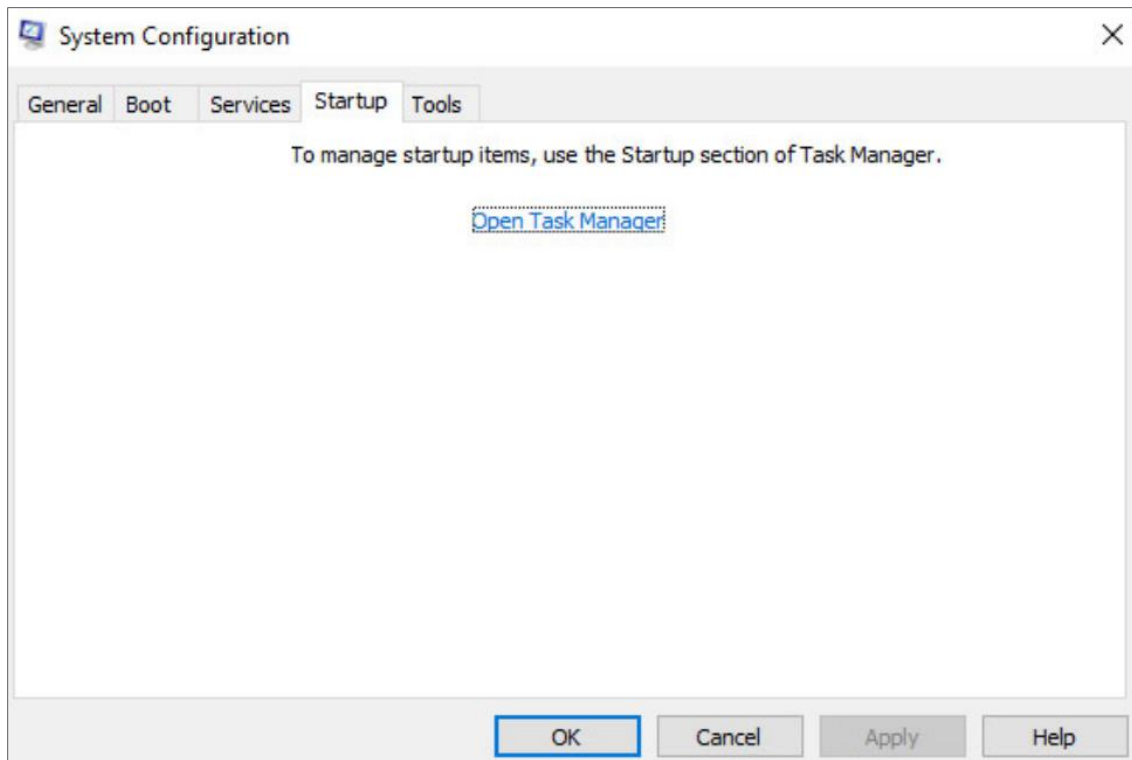 System Configuration
General Boot Services Startup Tools
To manage startup items, use the Startup section of Task Manager.
Open Task Manager
OK Cancel Apply Help